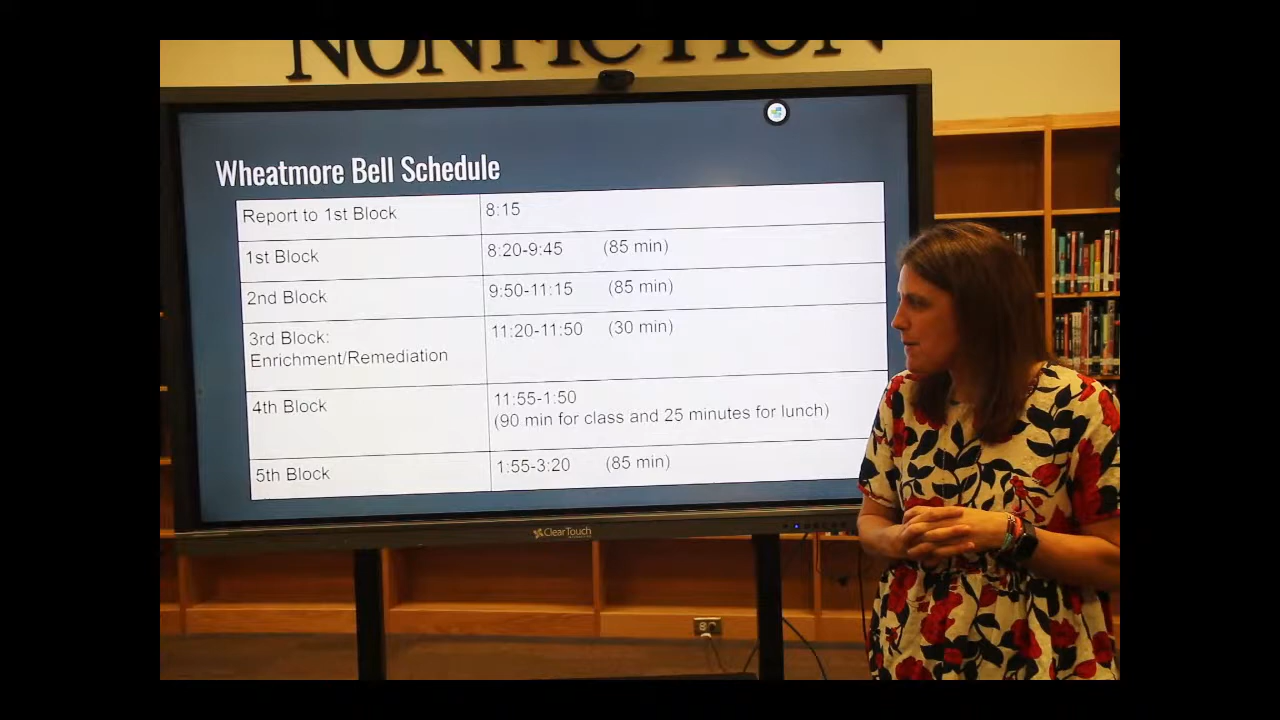 NONFICTION
Wheatmore Bell Schedule
Report to 1st Block 8:15
1st Block 8:20-9:45 (85 min)
2nd Block 9:50-11:15 (85 min)
3rd Block: 11:20-11:50 (30 min)
Enrichment/Remediation
4th Block 11:55-1:50
(90 min for class and 25 minutes for lunch)
5th Block 1:55-3:20 (85 min)
ClearTouch